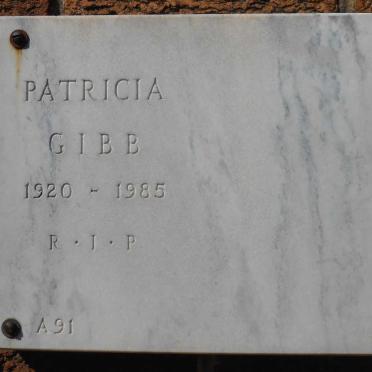 PATRICIA
GIBB
1920 - 1985
R · I · P
A91